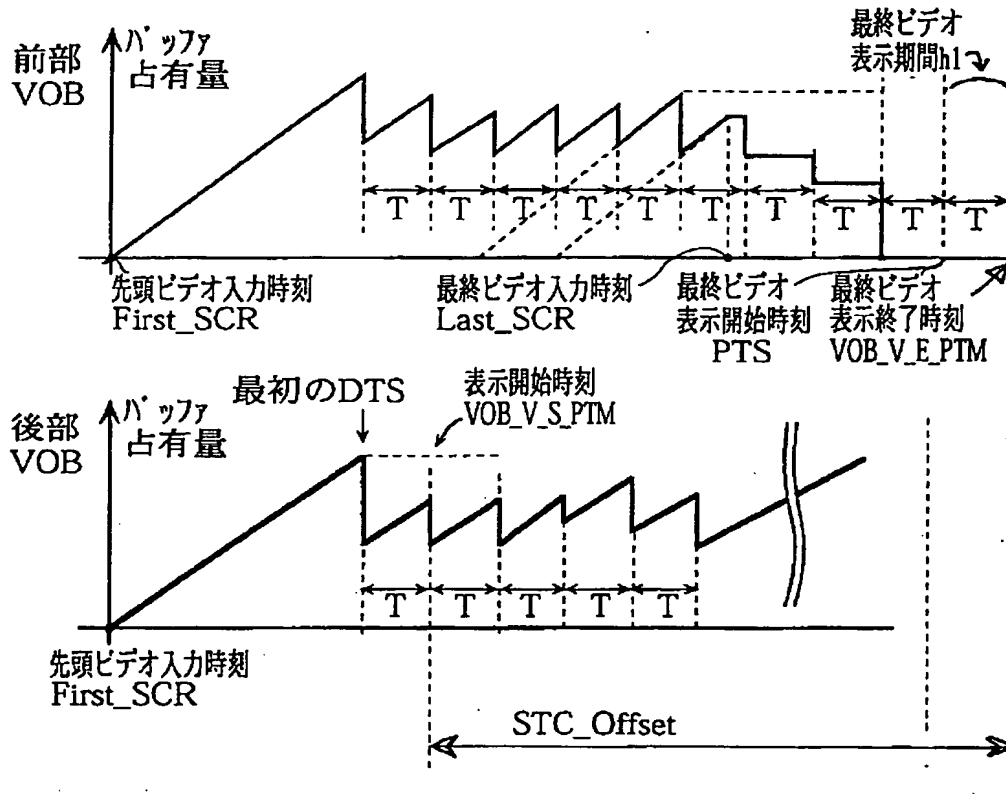 前部
VOB
バッファ
占有量
最終ビデオ
表示期間h1
T T T T T T T T T T
先頭ビデオ入力時刻
First_SCR
最終ビデオ入力時刻
Last_SCR
最終ビデオ
表示開始時刻
PTS
最終ビデオ
表示終了時刻
VOB_V_E_PTM
後部
VOB
バッファ
占有量
最初のDTS
表示開始時刻
VOB_V_S_PTM
T T T T T
先頭ビデオ入力時刻
First_SCR
STC_Offset